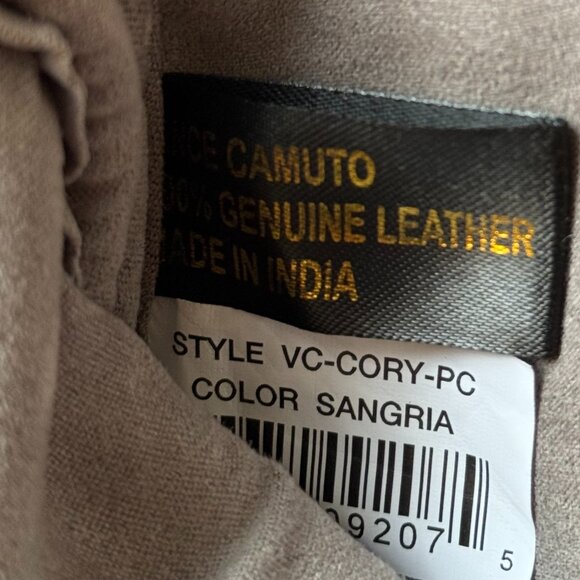 CE CAMUTO
0% GENUINE LEATHER
ADE IN INDiA
STYLE VC-CORY-PC
COLOR SANGRIA
09207 5